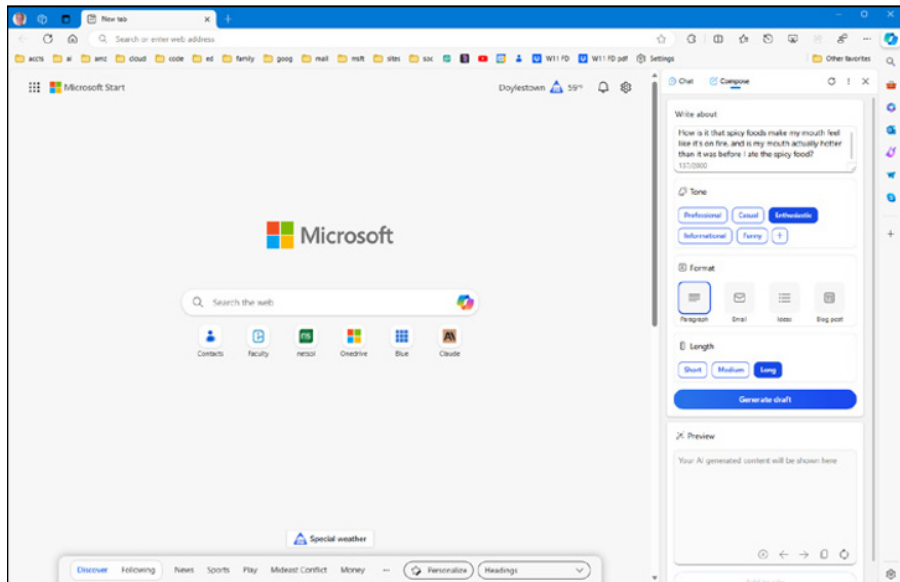 New tab
Search or enter web address
accts ai amz cloud code ed family goog mail msft sites soc W11 FD W11 FD pdf Settings Other favorites
Microsoft Start
Doylestown 59°F
Chat Compose
Write about
How is it that spicy foods make my mouth feel
like it's on fire, and is my mouth actually hotter
than it was before I ate the spicy food?
137/2000
Tone
Professional Casual Enthusiastic
Informational Funny +
Microsoft
Format
Search the web
Paragraph Email Ideas Blog post
Contacts Faculty netsol Onedrive Blue Claude
Length
Short Medium Long
Generate draft
Preview
Your AI generated content will be shown here
Special weather
Discover Following News Sports Play Mideast Conflict Money ... Personalize Headings